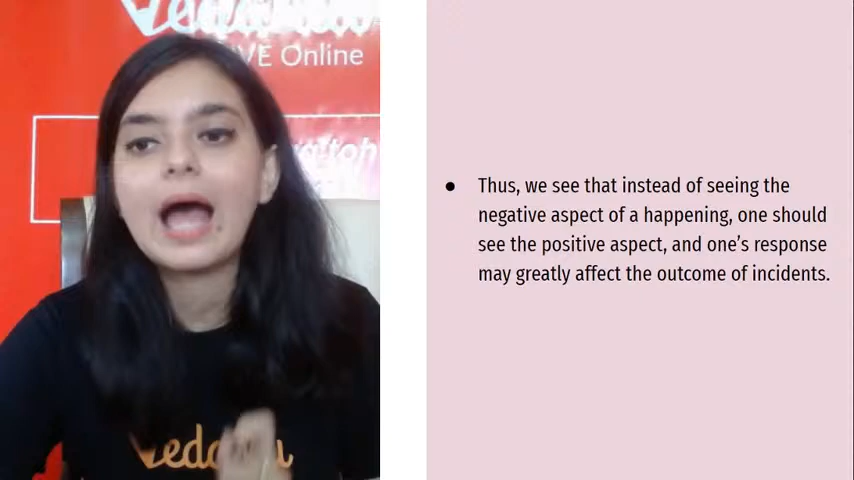 VE Online
Thus, we see that instead of seeing the
negative aspect of a happening, one should
see the positive aspect, and one's response
may greatly affect the outcome of incidents.